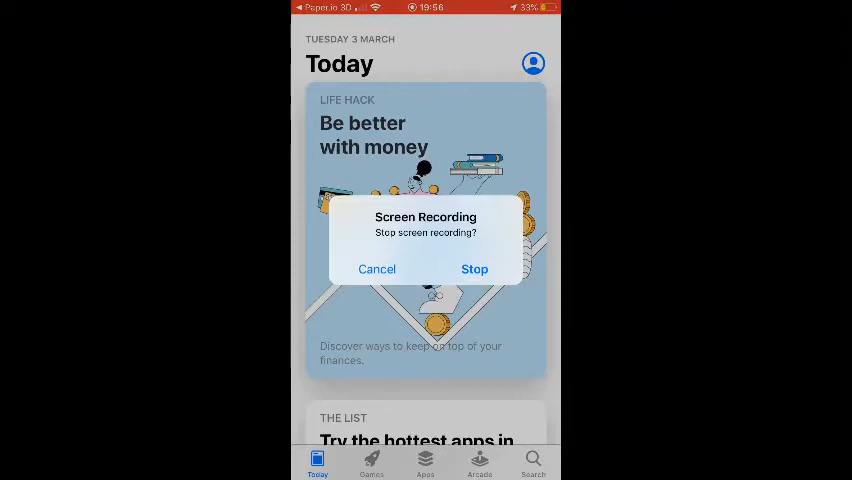 Paper.io 3D
19:56
33%
TUESDAY 3 MARCH
Today
LIFE HACK
Be better
with money
Screen Recording
Stop screen recording?
Cancel
Stop
Discover ways to keep on top of your
finances.
THE LIST
Try the hottest apps in
Today
Games
Apps
Arcade
Search